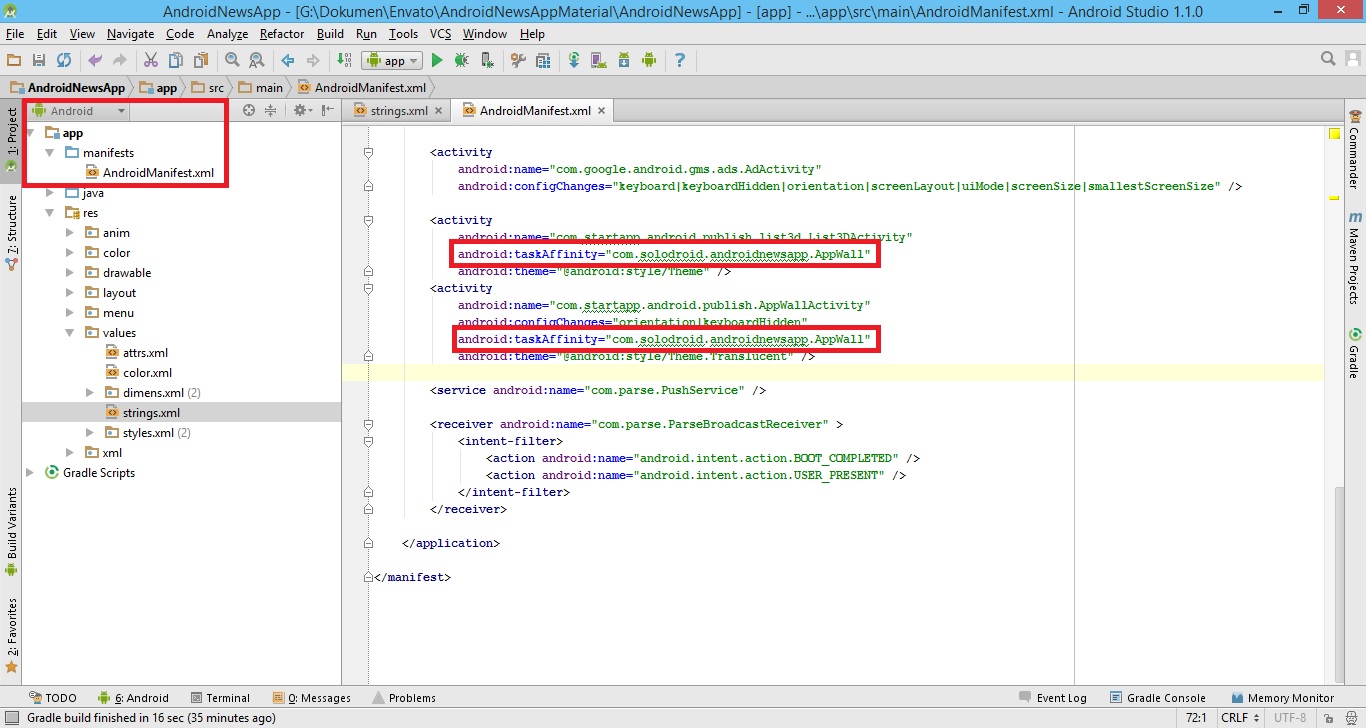 AndroidNewsApp - [G:\Dokumen\Envato\AndroidNewsAppMaterial\AndroidNewsApp] - [app] - ...\app\src\main\AndroidManifest.xml - Android Studio 1.1.0
File Edit View Navigate Code Analyze Refactor Build Run Tools VCS Window Help
app
?
AndroidNewsApp app src main AndroidManifest.xml
Android
strings.xml AndroidManifest.xml
1: Project
Z: Structure
Build Variants
2: Favorites
app
manifests
AndroidManifest.xml
java
res
anim
color
drawable
layout
menu
values
attrs.xml
color.xml
dimens.xml (2)
strings.xml
styles.xml (2)
xml
Gradle Scripts
<activity
android:name="com.google.android.gms.ads.AdActivity"
android:configChanges="keyboard|keyboardHidden|orientation|screenLayout|uiMode|screenSize|smallestScreenSize" />
<activity
android:name="com.startapp.android.publish.list3d.List3DActivity"
android:taskAffinity="com.solodroid.androidnewsapp.AppWall"
android:theme="@android:style/Theme" />
<activity
android:name="com.startapp.android.publish.AppWallActivity"
android:configChanges="orientation|keyboardHidden"
android:taskAffinity="com.solodroid.androidnewsapp.AppWall"
android:theme="@android:style/Theme.Translucent" />
<service android:name="com.parse.PushService" />
<receiver android:name="com.parse.ParseBroadcastReceiver" >
<intent-filter>
<action android:name="android.intent.action.BOOT_COMPLETED" />
<action android:name="android.intent.action.USER_PRESENT" />
</intent-filter>
</receiver>
</application>
</manifest>
Commander
m
Maven Projects
Gradle
TODO 6: Android Terminal 0: Messages Problems Event Log Gradle Console Memory Monitor
Gradle build finished in 16 sec (35 minutes ago) 72:1 CRLF UTF-8